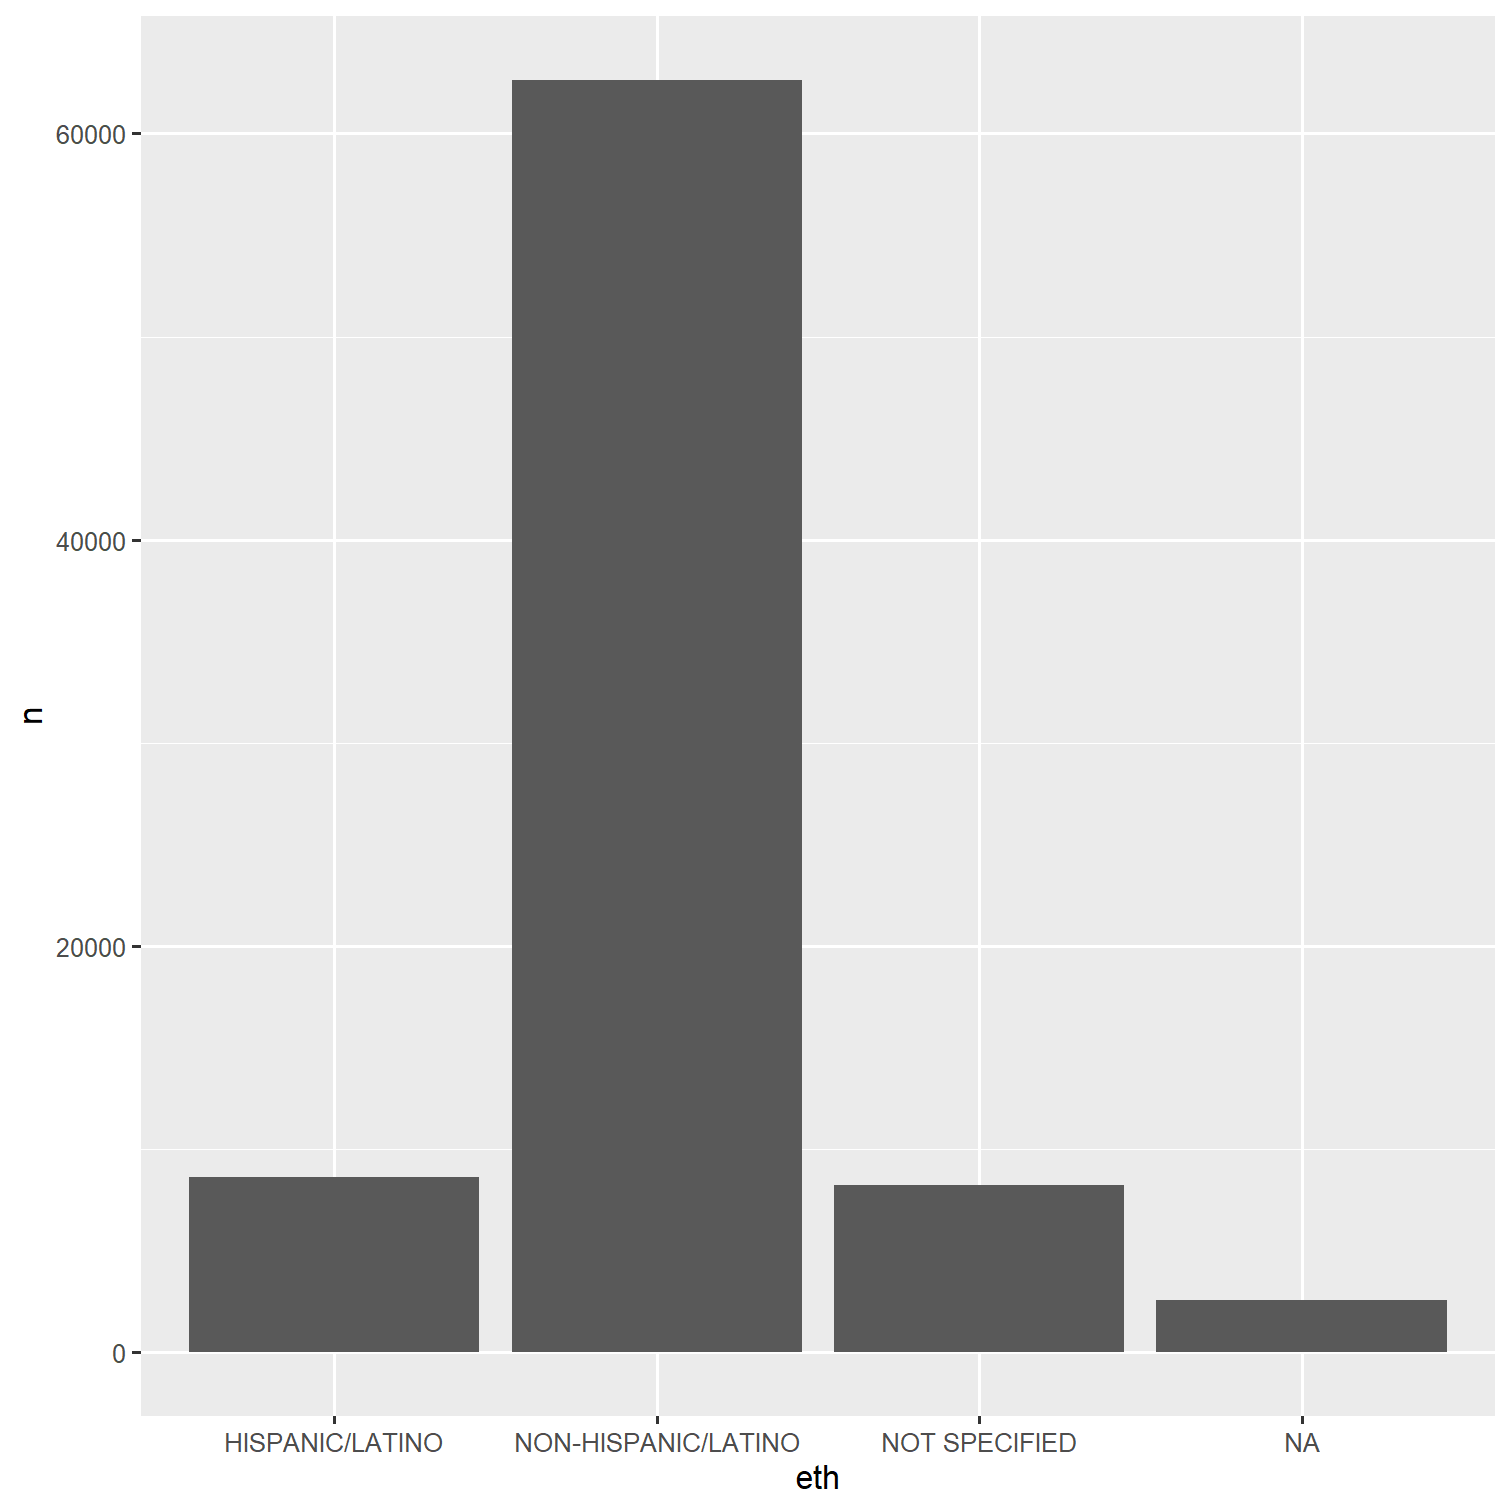 60000
40000
n
20000
0
HISPANIC/LATINO NON-HISPANIC/LATINO NOT SPECIFIED NA
eth